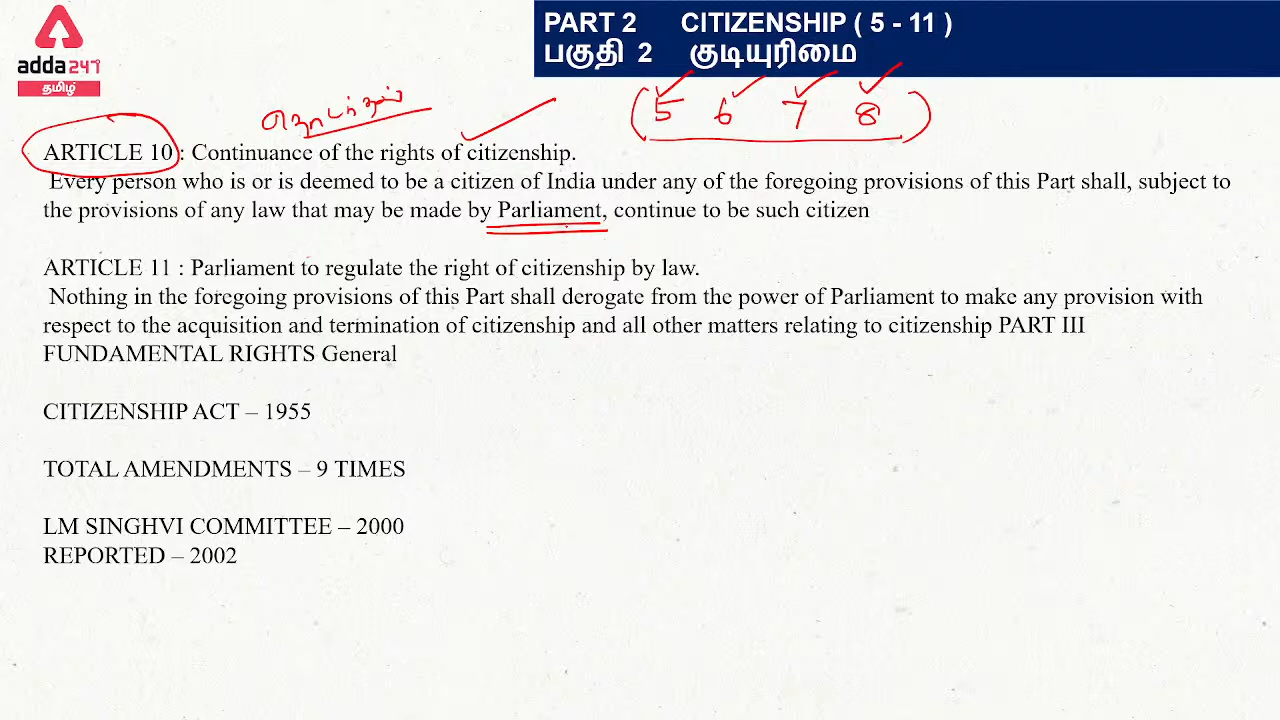 adda247
தமிழ்
PART 2 CITIZENSHIP ( 5 - 11 )
பகுதி 2 குடியுரிமை
தொடர்தல்
5 6 7 8
ARTICLE 10 : Continuance of the rights of citizenship.
Every person who is or is deemed to be a citizen of India under any of the foregoing provisions of this Part shall, subject to
the provisions of any law that may be made by Parliament, continue to be such citizen
ARTICLE 11 : Parliament to regulate the right of citizenship by law.
Nothing in the foregoing provisions of this Part shall derogate from the power of Parliament to make any provision with
respect to the acquisition and termination of citizenship and all other matters relating to citizenship PART III
FUNDAMENTAL RIGHTS General
CITIZENSHIP ACT – 1955
TOTAL AMENDMENTS – 9 TIMES
LM SINGHVI COMMITTEE – 2000
REPORTED – 2002